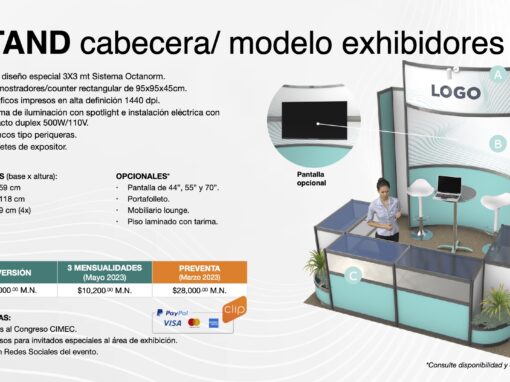 TAND cabecera/ modelo exhibidores
diseño especial 3X3 mt Sistema Octanorm.
mostradores/counter rectangular de 95x95x45cm.
ficos impresos en alta definición 1440 dpi.
ma de iluminación con spotlight e instalación eléctrica con
acto duplex 500W/110V.
ncos tipo periqueras.
etes de expositor.
S (base x altura):
59 cm
118 cm
9 cm (4x)
OPCIONALES*
· Pantalla de 44”, 55” y 70”.
· Portafolleto.
· Mobiliario lounge.
· Piso laminado con tarima.
Pantalla
opcional
LOGO
A
B
C
VERSIÓN
3 MENSUALIDADES
(Mayo 2023)
PREVENTA
(Marzo 2023)
000.00 M.N.
$10,200.00 M.N.
$28,000.00 M.N.
AS:
s al Congreso CIMEC.
sos para invitados especiales al área de exhibición.
n Redes Sociales del evento.
PayPal
VISA
clip
*Consulte disponibilidad y